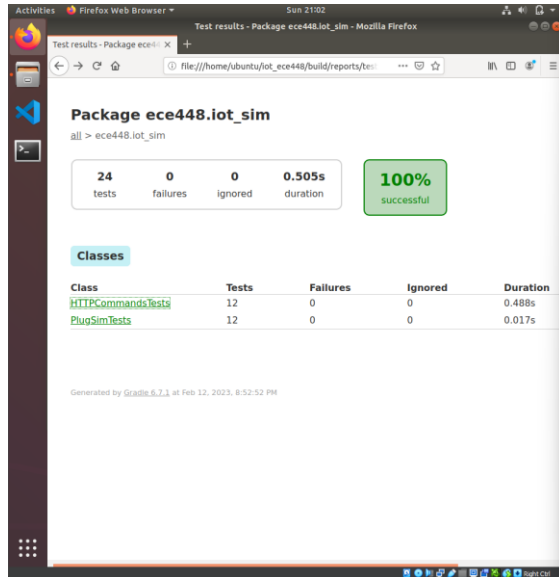 Activities Firefox Web Browser Sun 21:02
Test results - Package ece448.iot_sim - Mozilla Firefox
Test results - Package ece44
file:///home/ubuntu/iot_ece448/build/reports/tes
Package ece448.iot_sim
all > ece448.iot_sim
24 0 0 0.505s
tests failures ignored duration
100%
successful
Classes
Class Tests Failures Ignored Duration
HTTPCommandsTests 12 0 0 0.488s
PlugSimTests 12 0 0 0.017s
Generated by Gradle 6.7.1 at Feb 12, 2023, 8:52:52 PM
Right Ctrl